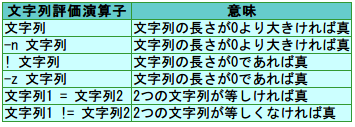 文字列評価演算子 意味
文字列 文字列の長さが0より大きければ真
-n 文字列 文字列の長さが0より大きければ真
! 文字列 文字列の長さが0であれば真
-z 文字列 文字列の長さが0であれば真
文字列1 = 文字列2 2つの文字列が等しければ真
文字列1 != 文字列2 2つの文字列が等しくなければ真